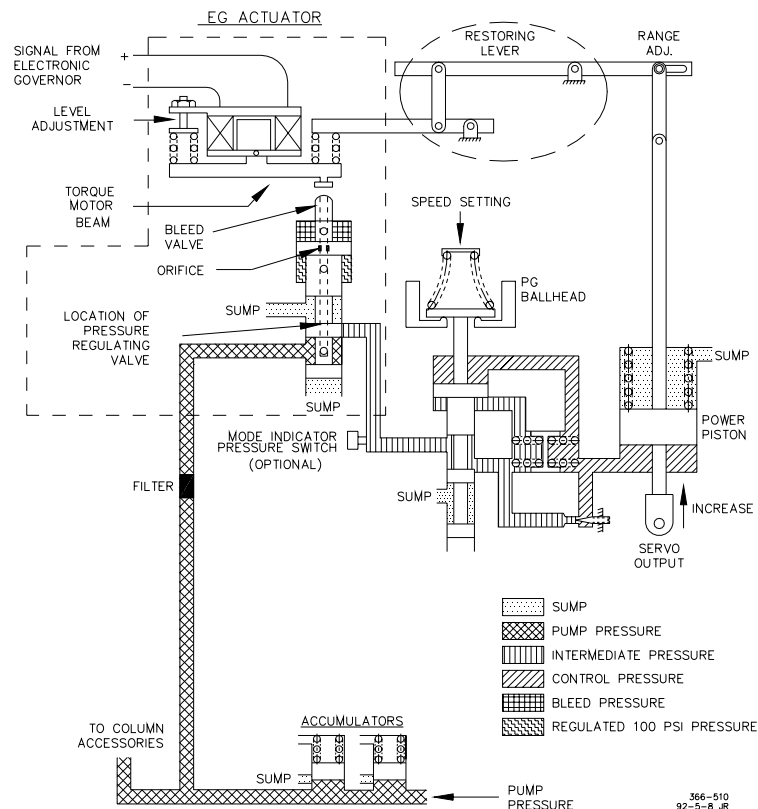 EG ACTUATOR
SIGNAL FROM
ELECTRONIC
GOVERNOR
+
−
LEVEL
ADJUSTMENT
RESTORING
LEVER
RANGE
ADJ.
TORQUE
MOTOR
BEAM
BLEED
VALVE
ORIFICE
SPEED SETTING
PG
BALLHEAD
SUMP
LOCATION OF
PRESSURE
REGULATING
VALVE
SUMP
SUMP
POWER
PISTON
MODE INDICATOR
PRESSURE SWITCH
(OPTIONAL)
FILTER
SUMP
INCREASE
SERVO
OUTPUT
SUMP
PUMP PRESSURE
INTERMEDIATE PRESSURE
CONTROL PRESSURE
BLEED PRESSURE
REGULATED 100 PSI PRESSURE
TO COLUMN
ACCESSORIES
ACCUMULATORS
SUMP
PUMP
PRESSURE
366-510
92-5-8 JR